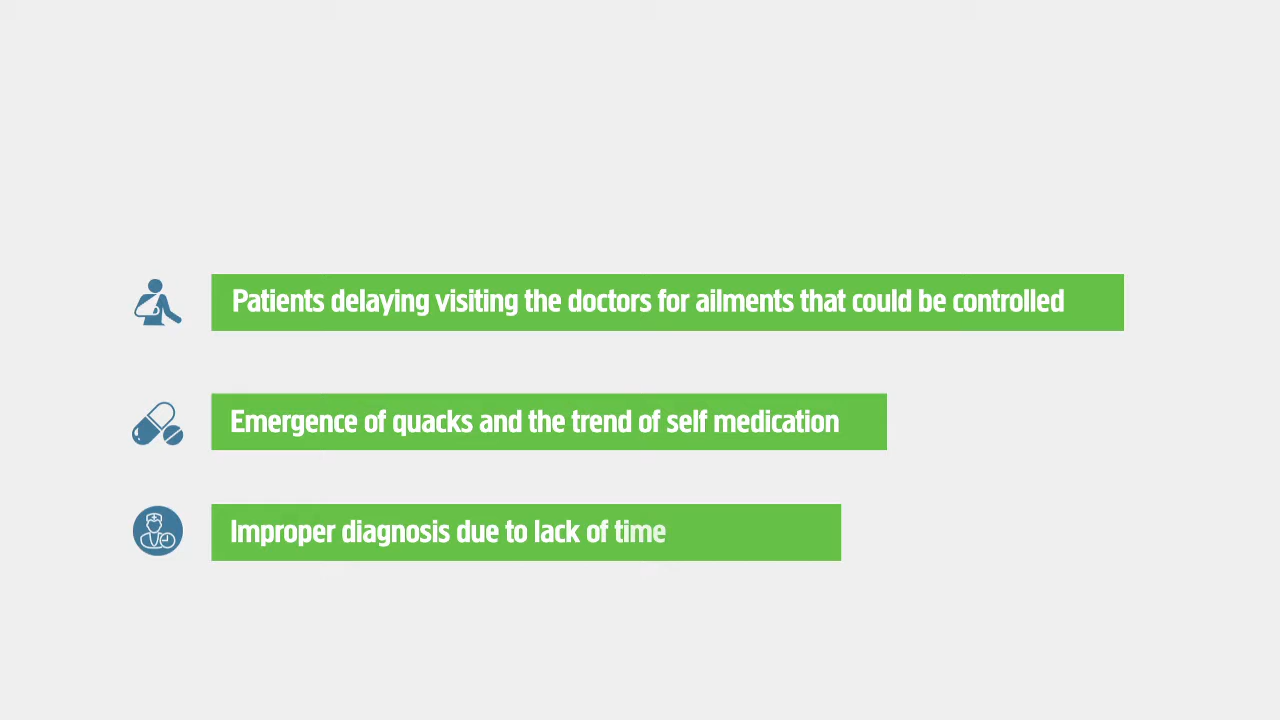 Patients delaying visiting the doctors for ailments that could be controlled
Emergence of quacks and the trend of self medication
Improper diagnosis due to lack of time